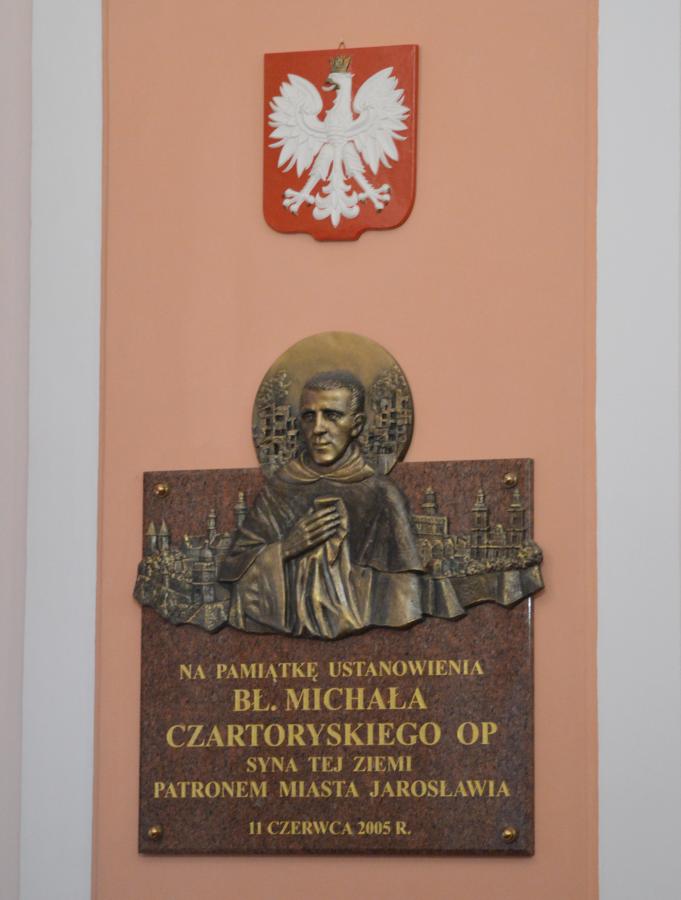 NA PAMIĄTKĘ USTANOWIENIA
BŁ. MICHAŁA
CZARTORYSKIEGO OP
SYNA TEJ ZIEMI
PATRONEM MIASTA JAROSŁAWIA
11 CZERWCA 2005 R.